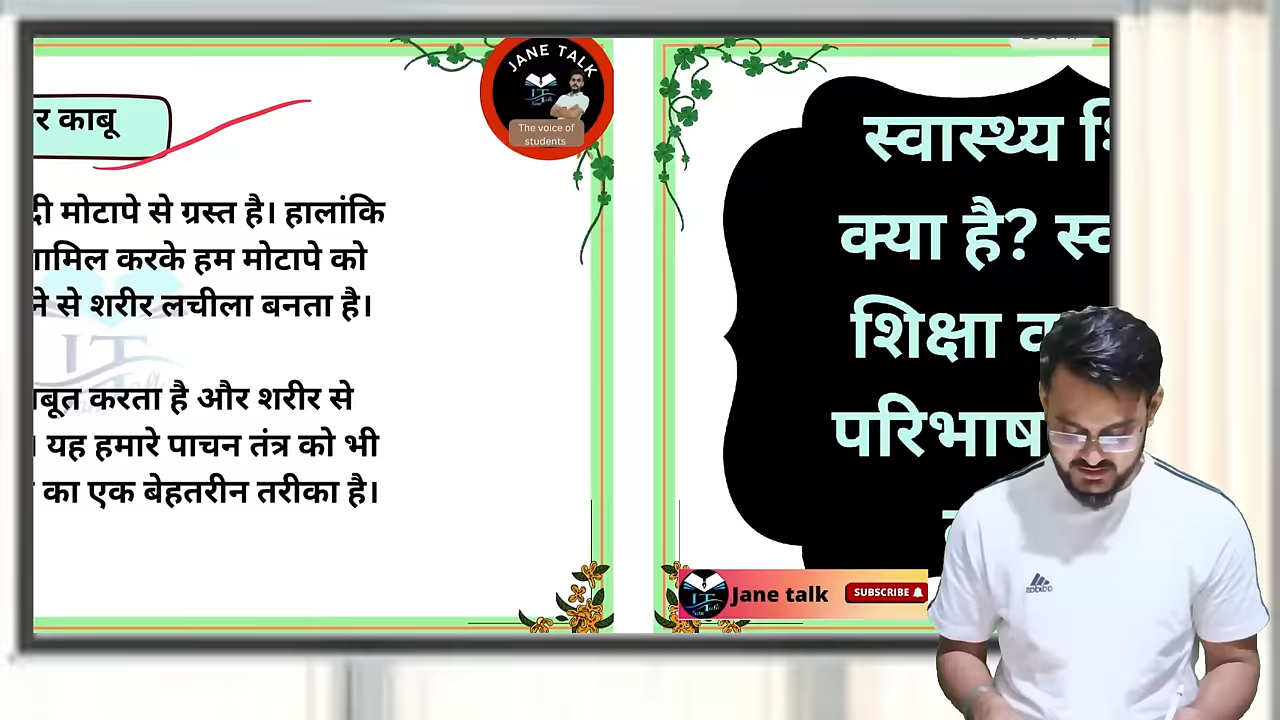 र काबू
मोटापे से ग्रस्त है। हालांकि
करके हम मोटापे को
से शरीर लचीला बनता है।
करता है और शरीर से
। यह हमारे पाचन तंत्र को भी
का एक बेहतरीन तरीका है।
JANE TALK
The voice of
students
स्वास्थ्य
क्या है?
शिक्षा
परिभाष
Jane talk
SUBSCRIBE